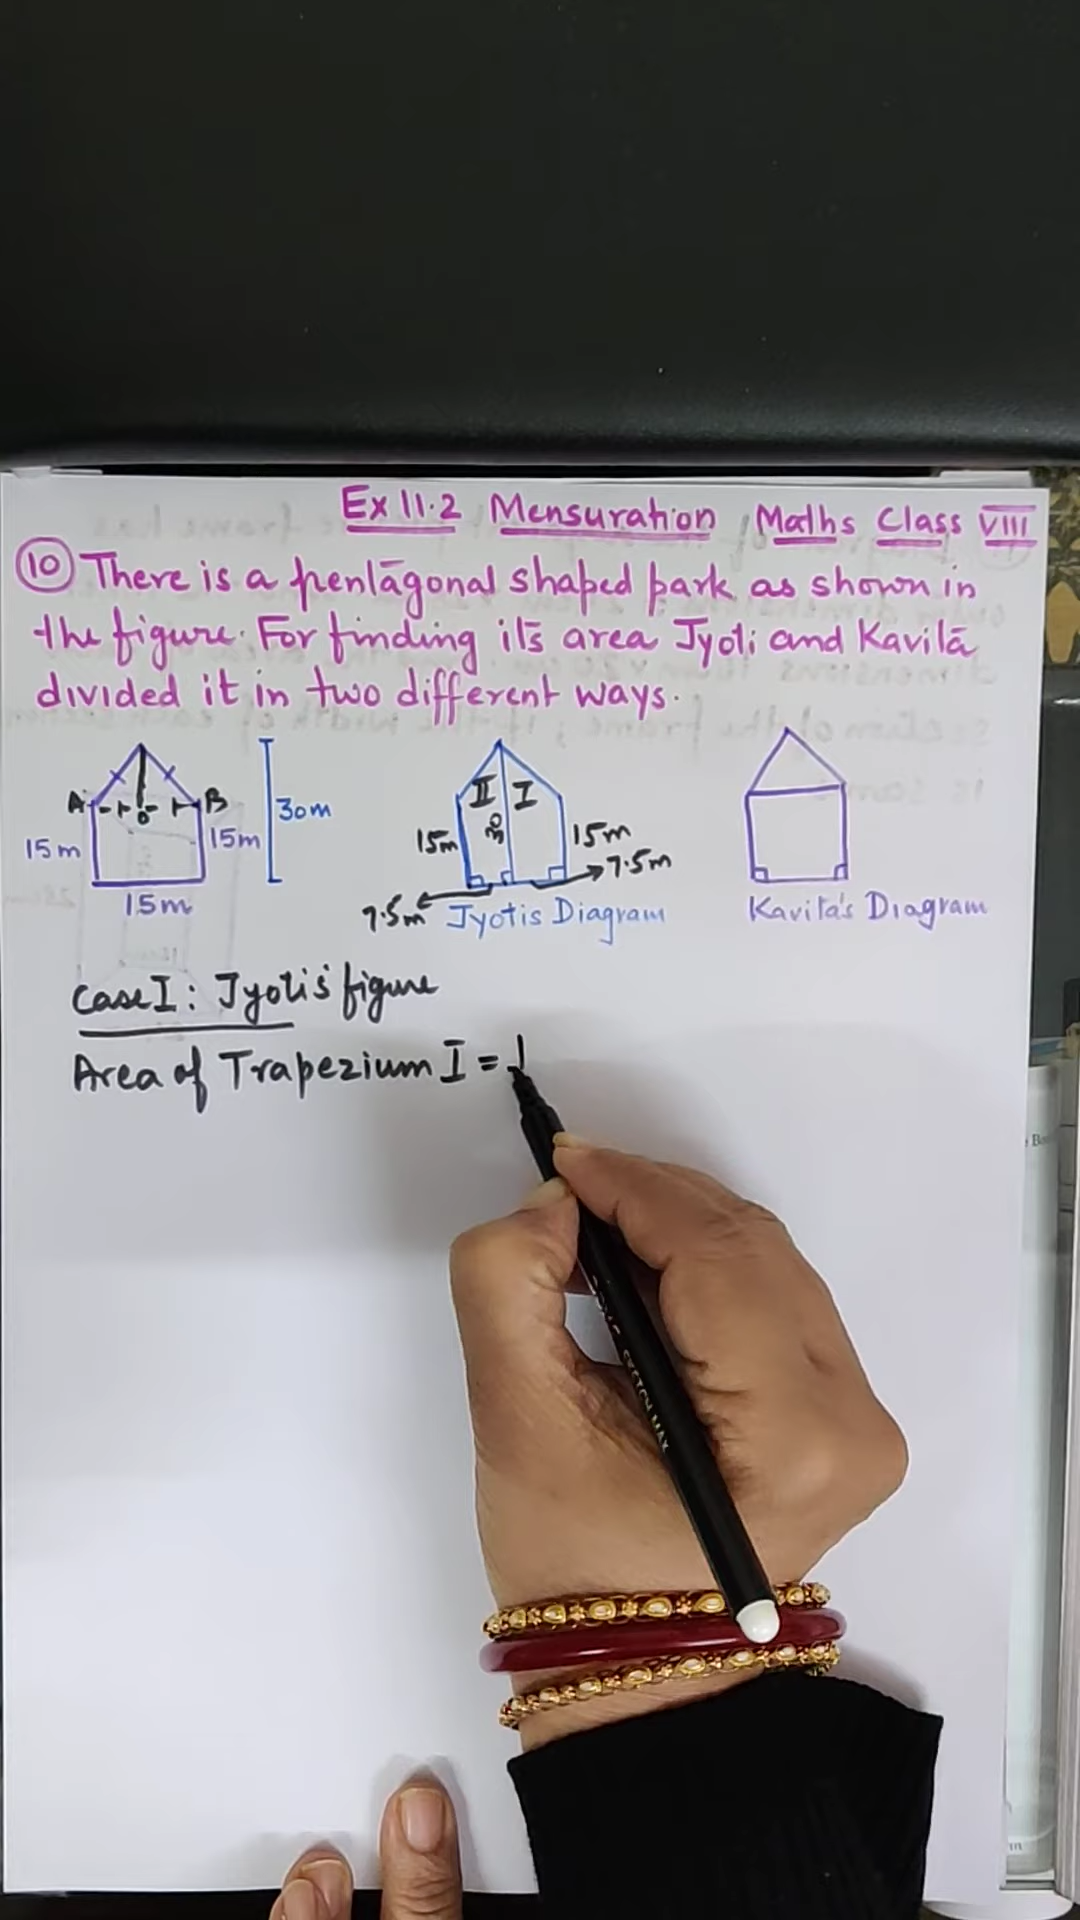 Ex 11.2 Mensuration Maths Class VIII
10 There is a pentagonal shaped park as shown in
the figure. For finding its area Jyoti and Kavita
divided it in two different ways.
A O B
15m 15m 30m
15m
II I
15m 30m 15m
7.5m 7.5m
Jyotis Diagram
Kavita's Diagram
Case I : Jyoti's figure
Area of Trapezium I = 1